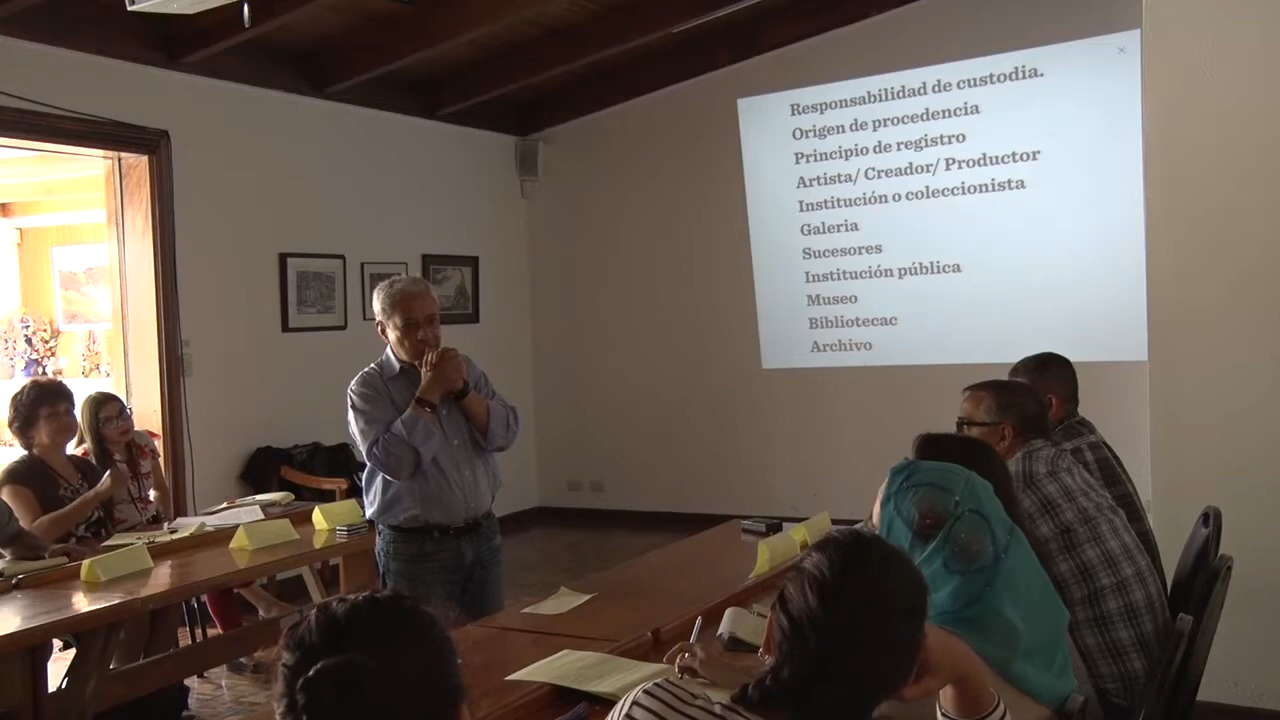 Responsabilidad de custodia.
Origen de procedencia
Principio de registro
Artista/ Creador/ Productor
Institución o coleccionista
Galeria
Sucesores
Institución pública
Museo
Bibliotecac
Archivo